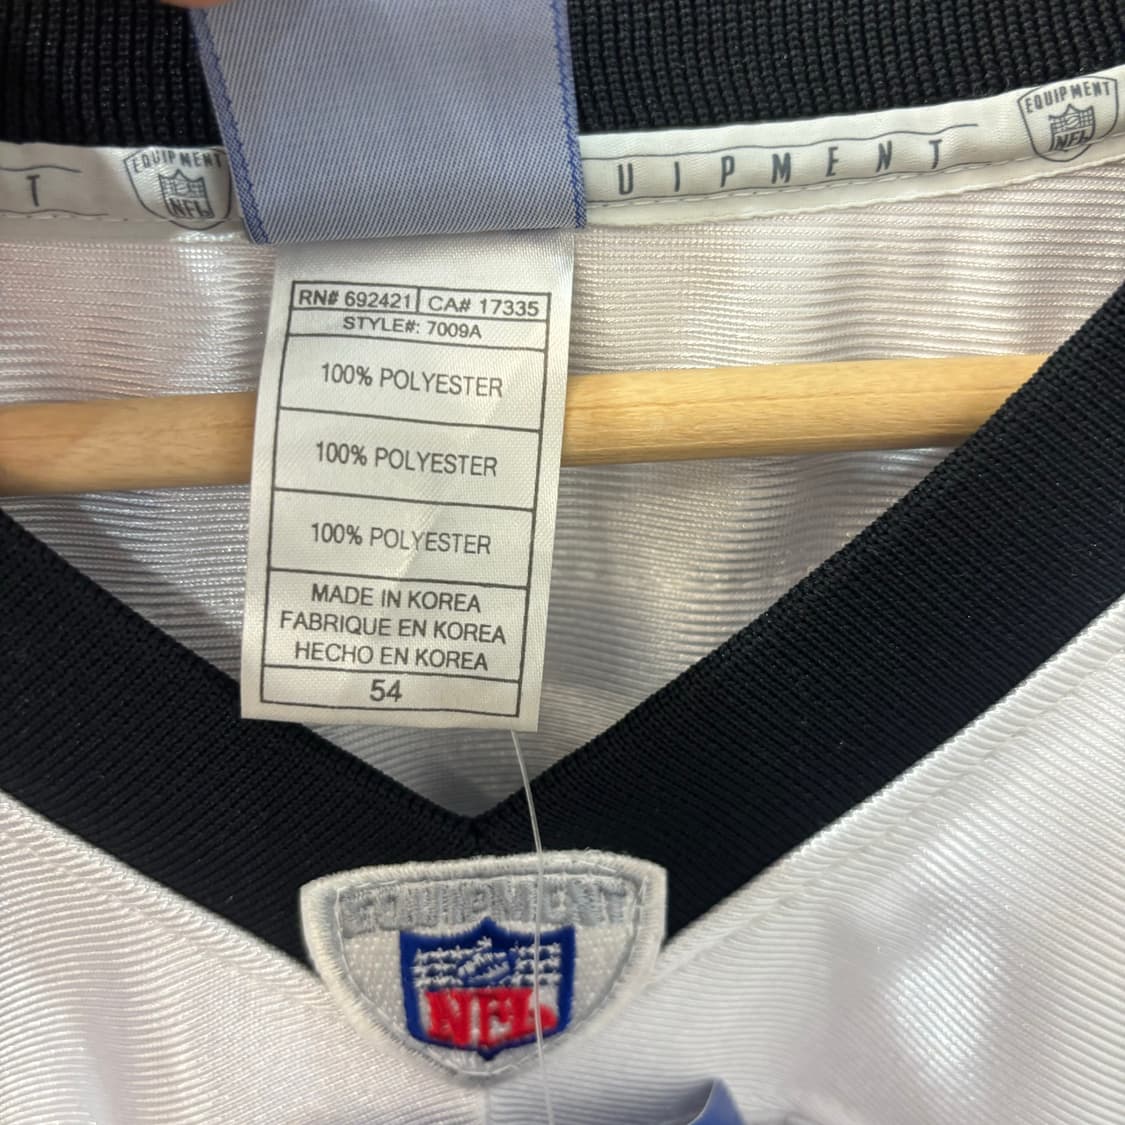 T
EQUIPMENT
NFL
UIPMENT
EQUIPMENT
NFL
RN# 692421 CA# 17335
STYLE#: 7009A
100% POLYESTER
100% POLYESTER
100% POLYESTER
MADE IN KOREA
FABRIQUE EN KOREA
HECHO EN KOREA
54
EQUIPMENT
NFL